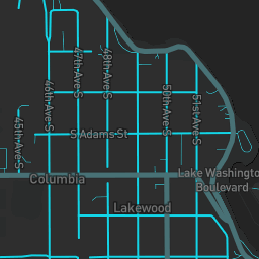 46th Ave S
47th Ave S
48th Ave S
50th Ave S
51st Ave S
45th Ave S
S Adams St
Columbia
Lake Washington
Boulevard
Lakewood